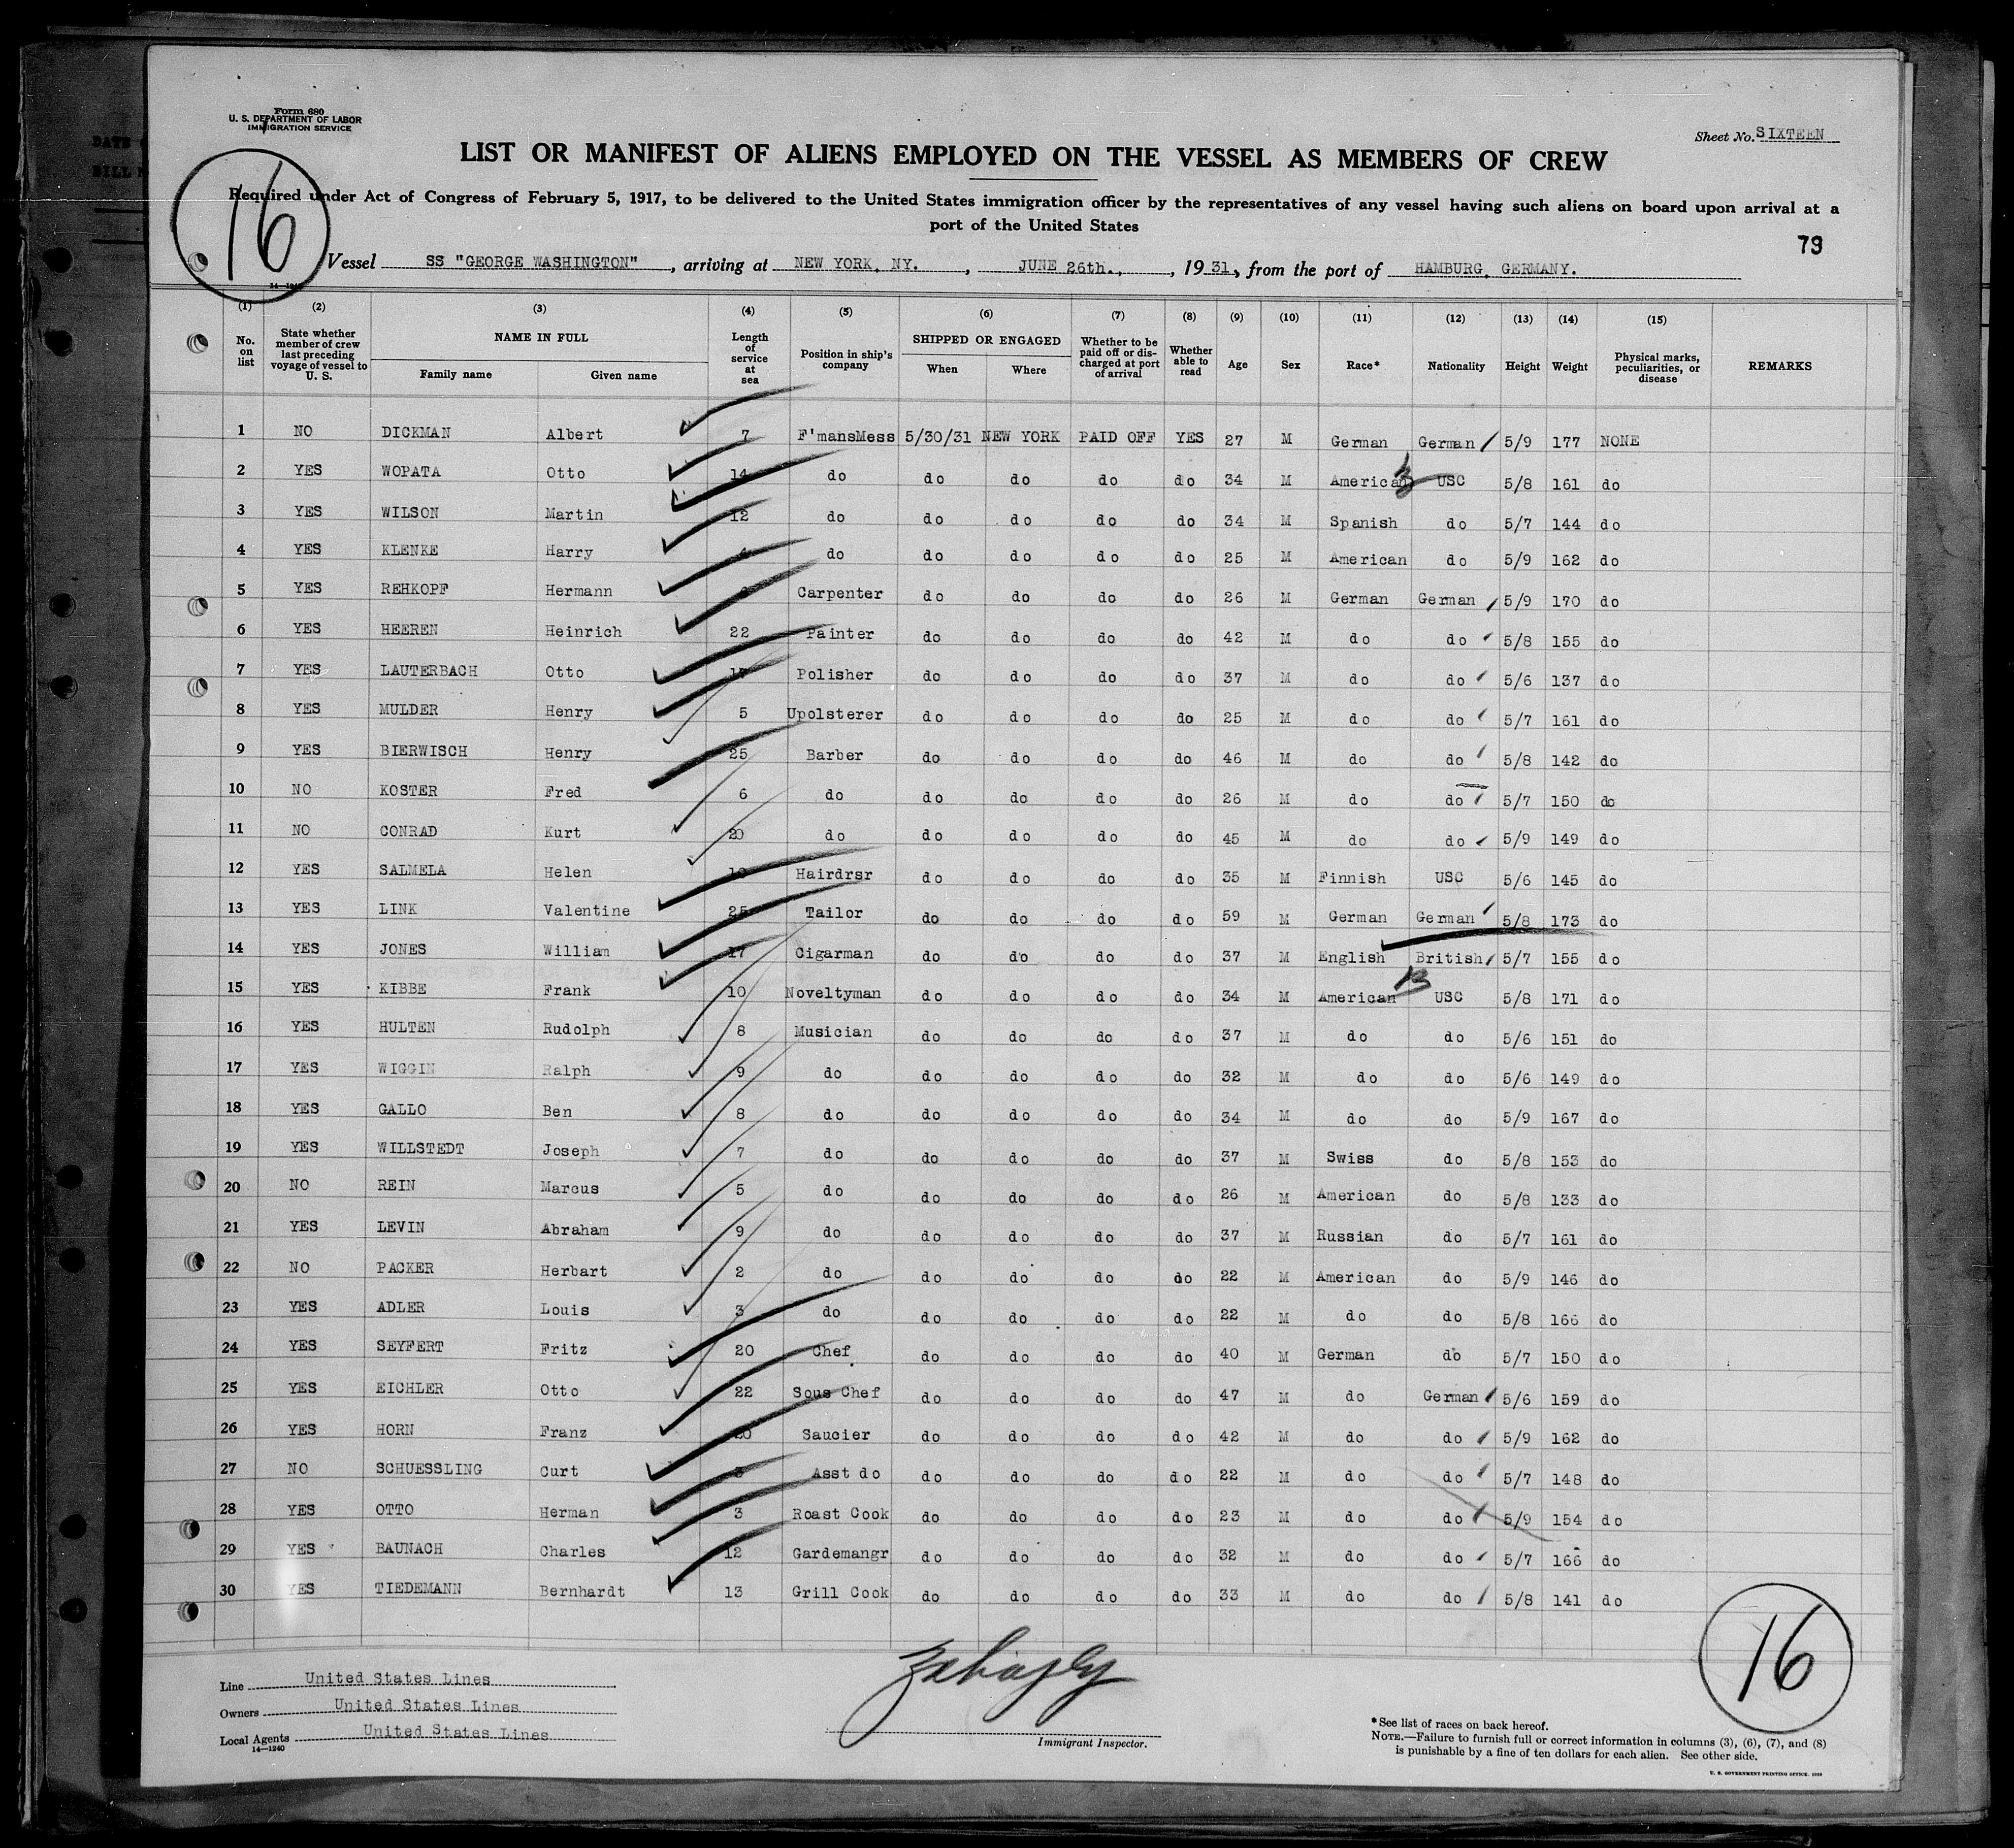 Form 680
U. S. DEPARTMENT OF LABOR
IMMIGRATION SERVICE
Sheet No. SIXTEEN
LIST OR MANIFEST OF ALIENS EMPLOYED ON THE VESSEL AS MEMBERS OF CREW
Required under Act of Congress of February 5, 1917, to be delivered to the United States immigration officer by the representatives of any vessel having such aliens on board upon arrival at a
port of the United States
16
79
Vessel SS "GEORGE WASHINGTON", arriving at NEW YORK, NY., JUNE 26th., 1931, from the port of HAMBURG, GERMANY.
(1) (2) (3) (4) (5) (6) (7) (8) (9) (10) (11) (12) (13) (14) (15)
No. on list State whether member of crew last preceding voyage of vessel to U. S. NAME IN FULL Family name Given name Length of service at sea Position in ship's company SHIPPED OR ENGAGED When Where Whether to be paid off or discharged at port of arrival Whether able to read Age Sex Race* Nationality Height Weight Physical marks, peculiarities, or disease REMARKS
1 NO DICKMAN Albert 7 F'mansMess 5/30/31 NEW YORK PAID OFF YES 27 M German German 5/9 177 NONE
2 YES WOPATA Otto 14 do do do do do 34 M American USC 5/8 161 do
3 YES WILSON Martin 12 do do do do do 34 M Spanish do 5/7 144 do
4 YES KLENKE Harry 4 do do do do do 25 M American do 5/9 162 do
5 YES REHKOPF Hermann Carpenter do do do do 26 M German German 5/9 170 do
6 YES HEEREN Heinrich 22 Painter do do do do 42 M do do 5/8 155 do
7 YES LAUTERBACH Otto 17 Polisher do do do do 37 M do do 5/6 137 do
8 YES MULDER Henry 5 Upolsterer do do do do 25 M do do 5/7 161 do
9 YES BIERWISCH Henry 25 Barber do do do do 46 M do do 5/8 142 do
10 NO KOSTER Fred 6 do do do do do 26 M do do 5/7 150 do
11 NO CONRAD Kurt 20 do do do do do 45 M do do 5/9 149 do
12 YES SALMELA Helen 10 Hairdrsr do do do do 35 M Finnish USC 5/6 145 do
13 YES LINK Valentine 25 Tailor do do do do 59 M German German 5/8 173 do
14 YES JONES William 17 Cigarman do do do do 37 M English British 5/7 155 do
15 YES KIBBE Frank 10 Noveltyman do do do do 34 M American USC 5/8 171 do
16 YES HULTEN Rudolph 8 Musician do do do do 37 M do do 5/6 151 do
17 YES WIGGIN Ralph 9 do do do do do 32 M do do 5/6 149 do
18 YES GALLO Ben 8 do do do do do 34 M do do 5/9 167 do
19 YES WILLSTEDT Joseph 7 do do do do do 37 M Swiss do 5/8 153 do
20 NO REIN Marcus 5 do do do do do 26 M American do 5/8 133 do
21 YES LEVIN Abraham 9 do do do do do 37 M Russian do 5/7 161 do
22 NO PACKER Herbart 2 do do do do do 22 M American do 5/9 146 do
23 YES ADLER Louis 3 do do do do do 22 M do do 5/8 166 do
24 YES SEYFERT Fritz 20 Chef do do do do 40 M German do 5/7 150 do
25 YES EICHLER Otto 22 Sous Chef do do do do 47 M do German 5/6 159 do
26 YES HORN Franz 20 Saucier do do do do 42 M do do 5/9 162 do
27 NO SCHUESSLING Curt 3 Asst do do do do do 22 M do do 5/7 148 do
28 YES OTTO Herman 3 Roast Cook do do do do 23 M do do 5/9 154 do
29 YES BAUNACH Charles 12 Gardemangr do do do do 32 M do do 5/7 166 do
30 YES TIEDEMANN Bernhardt 13 Grill Cook do do do do 33 M do do 5/8 141 do
16
Line United States Lines
Owners United States Lines
Local Agents United States Lines
14—1240
Immigrant Inspector.
*See list of races on back hereof.
NOTE.—Failure to furnish full or correct information in columns (3), (6), (7), and (8)
is punishable by a fine of ten dollars for each alien. See other side.
U. S. GOVERNMENT PRINTING OFFICE